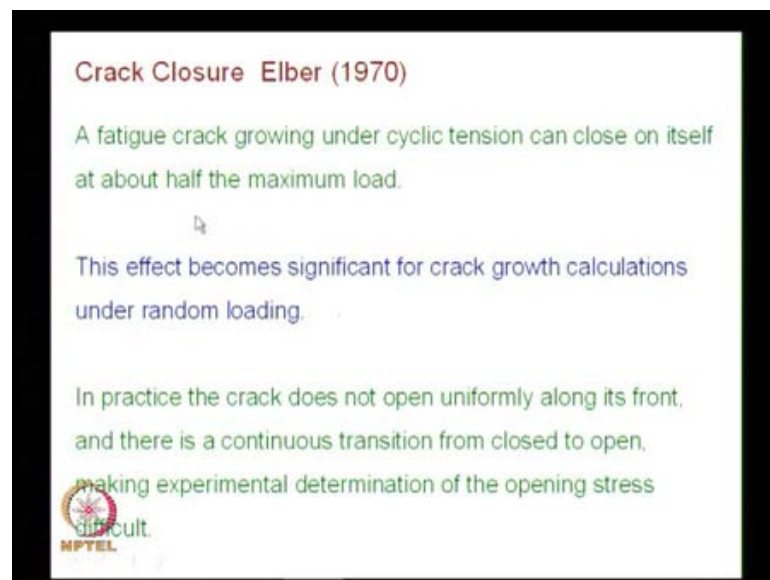 Crack Closure Elber (1970)
A fatigue crack growing under cyclic tension can close on itself
at about half the maximum load.
This effect becomes significant for crack growth calculations
under random loading.
In practice the crack does not open uniformly along its front,
and there is a continuous transition from closed to open,
making experimental determination of the opening stress
difficult.
NPTEL